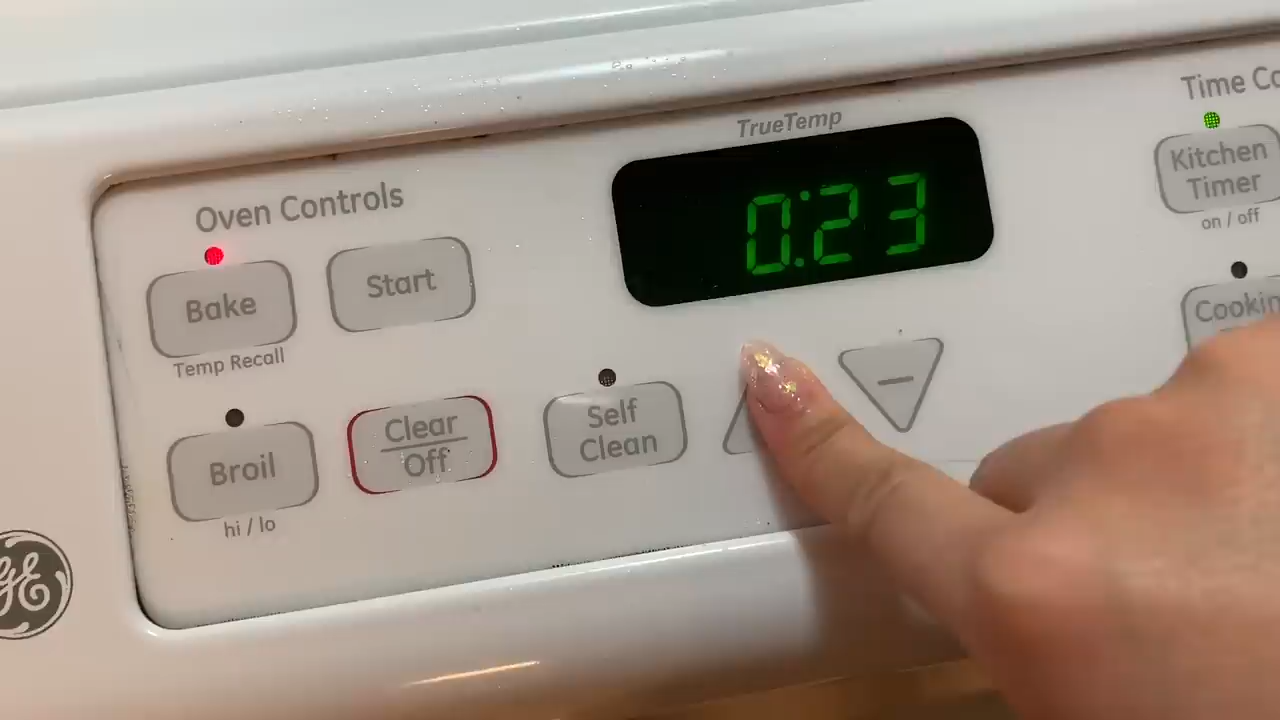 TrueTemp
Time Co
Oven Controls
0:23
Kitchen
Timer
on / off
Bake
Start
Temp Recall
Cookin
−
Self
Clean
Clear
Off
Broil
hi / lo
GE